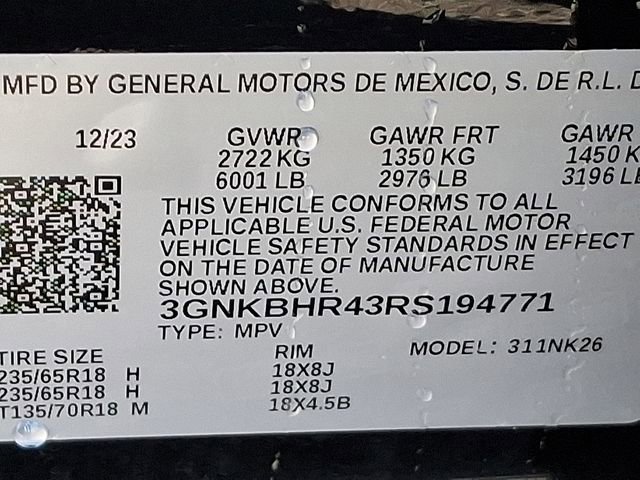 MFD BY GENERAL MOTORS DE MEXICO, S. DE R.L. D
12/23 GVWR GAWR FRT GAWR
2722 KG 1350 KG 1450 K
6001 LB 2976 LB 3196 LB
THIS VEHICLE CONFORMS TO ALL
APPLICABLE U.S. FEDERAL MOTOR
VEHICLE SAFETY STANDARDS IN EFFECT
ON THE DATE OF MANUFACTURE
SHOWN ABOVE.
3GNKBHR43RS194771
TYPE: MPV
TIRE SIZE RIM MODEL: 311NK26
235/65R18 H 18X8J
235/65R18 H 18X8J
T135/70R18 M 18X4.5B